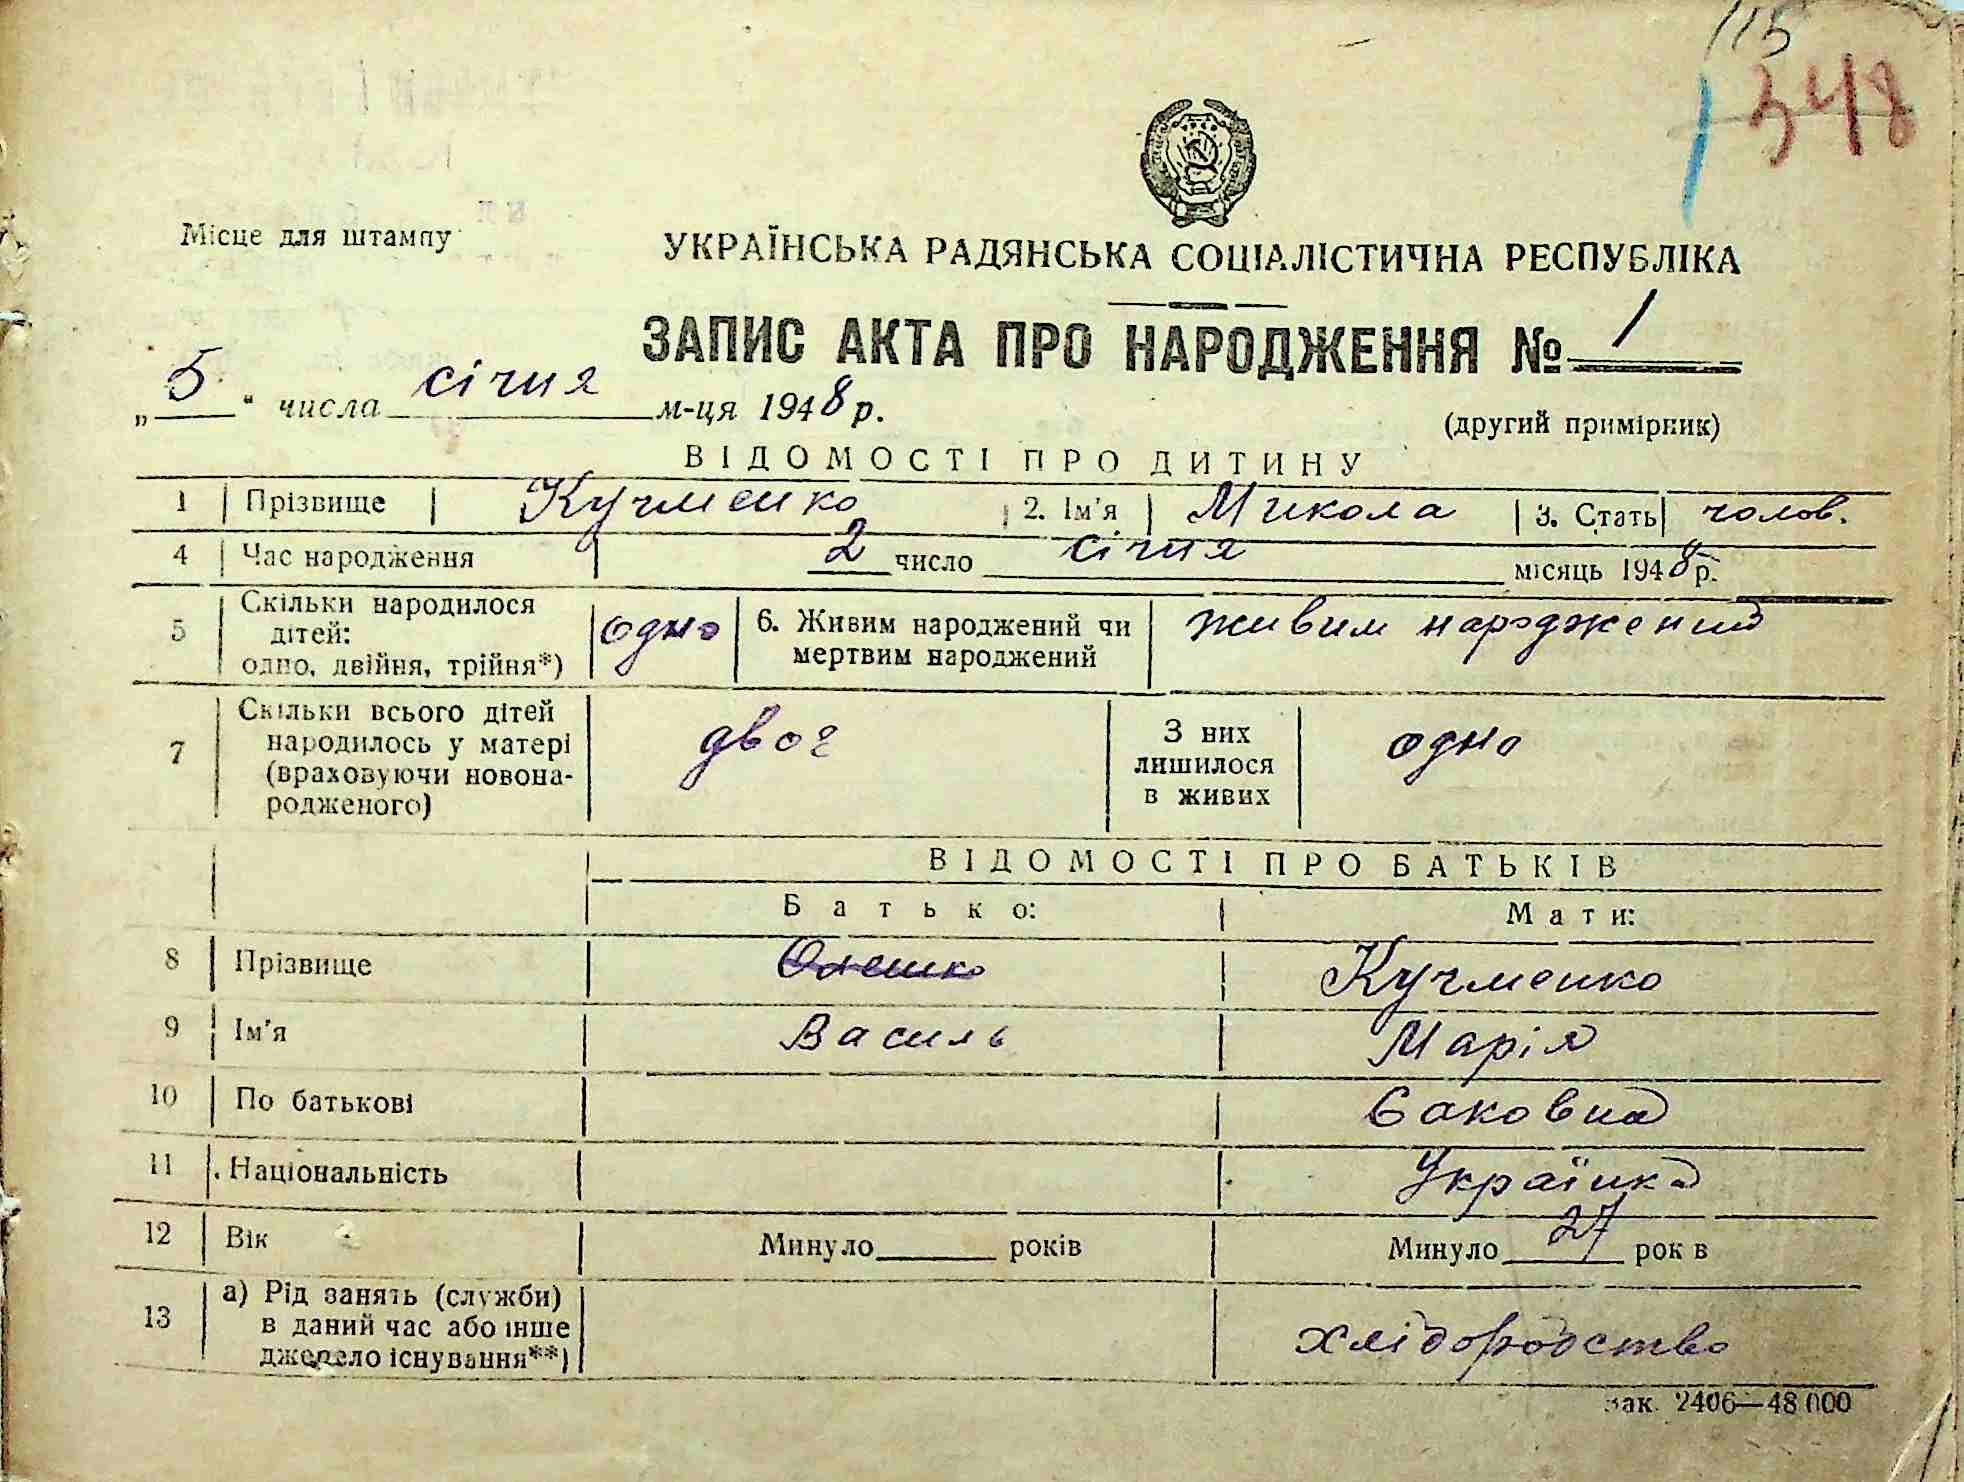 115
1 348
Місце для штампу
УКРАЇНСЬКА РАДЯНСЬКА СОЦІАЛІСТИЧНА РЕСПУБЛІКА
ЗАПИС АКТА ПРО НАРОДЖЕННЯ № 1
„5“ числа січня м-ця 1948 р.
(другий примірник)
ВІДОМОСТІ ПРО ДИТИНУ
1 Прізвище Кучменко 2. Ім'я Микола 3. Стать чолов.
4 Час народження 2 число січня місяць 1948 р.
5 Скільки народилося дітей: одно, двійня, трійня*) одно 6. Живим народжений чи мертвим народжений живим народжений
7 Скільки всього дітей народилось у матері (враховуючи новонародженого) двоє З них лишилося в живих одно
ВІДОМОСТІ ПРО БАТЬКІВ
Батько: Мати:
8 Прізвище Олешко Кучменко
9 Ім'я Василь Марія
10 По батькові Єаковна
11 Національність Українка
12 Вік Минуло років Минуло 27 рок в
13 а) Рід занять (служби) в даний час або інше джерело існування**) хлібородство
Зак. 2406—48 000